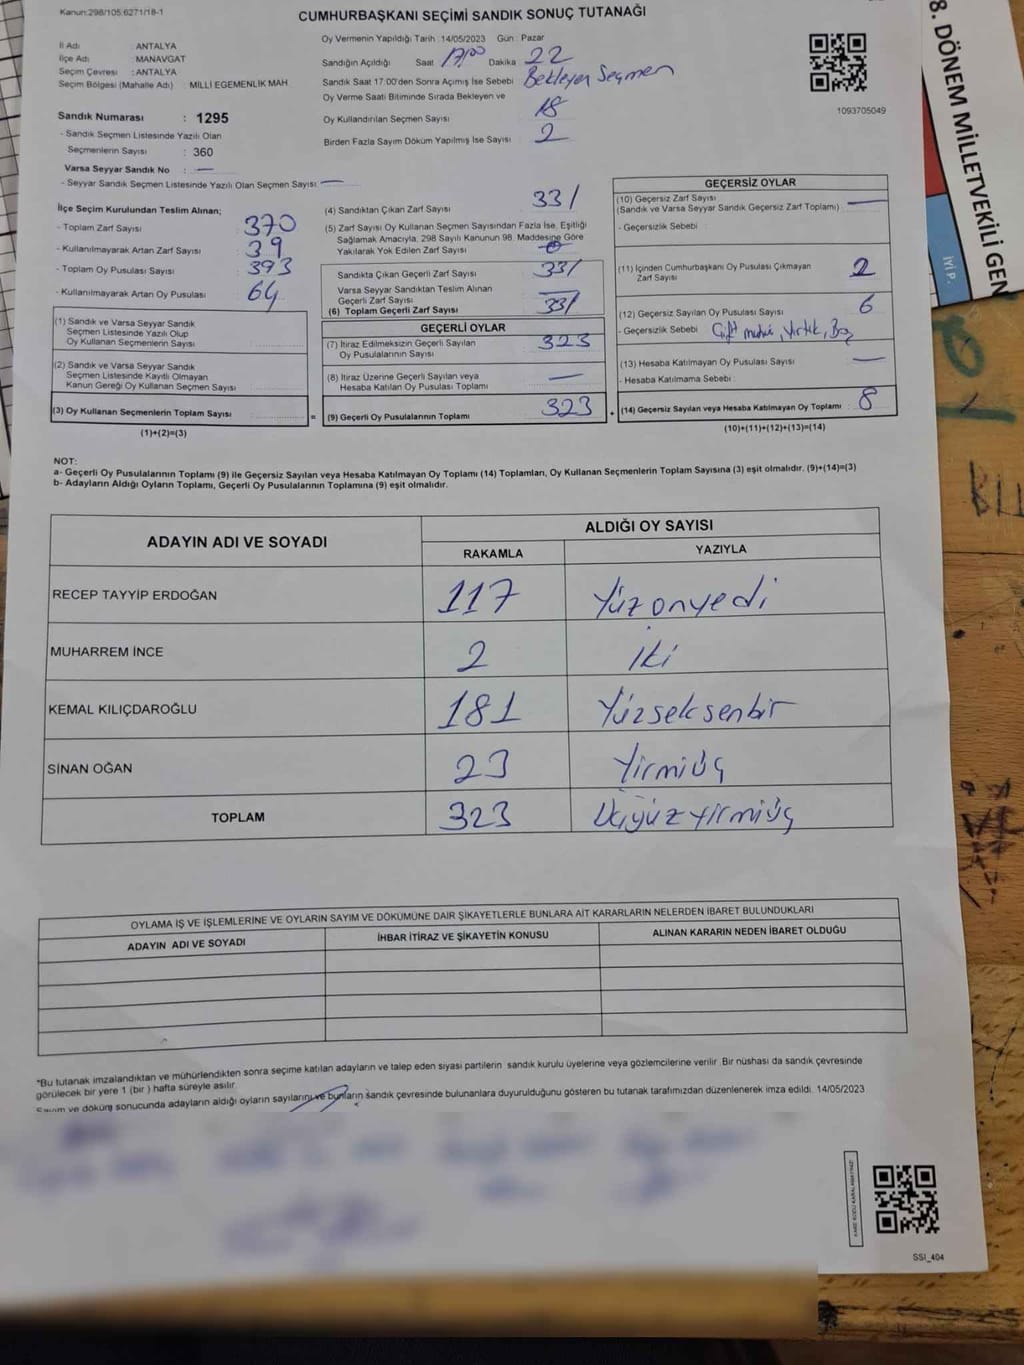 Kanun:298/105;6271/18-1
CUMHURBAŞKANI SEÇİMİ SANDIK SONUÇ TUTANAĞI
İl Adı : ANTALYA
İlçe Adı : MANAVGAT
Seçim Çevresi : ANTALYA
Seçim Bölgesi (Mahalle Adı) : MİLLİ EGEMENLİK MAH
Sandık Numarası : 1295
- Sandık Seçmen Listesinde Yazılı Olan
Seçmenlerin Sayısı : 360
Varsa Seyyar Sandık No : —
- Seyyar Sandık Seçmen Listesinde Yazılı Olan Seçmen Sayısı: —
Oy Vermenin Yapıldığı Tarih :14/05/2023 Gün : Pazar
Sandığın Açıldığı Saat 17,00 Dakika 22
Sandık Saat 17:00'den Sonra Açımış İse Sebebi Bekleyen Seçmen
Oy Verme Saati Bitiminde Sırada Bekleyen ve
Oy Kullandırılan Seçmen Sayısı 18
Birden Fazla Sayım Döküm Yapılmış İse Sayısı 2
1093705049
İlçe Seçim Kurulundan Teslim Alınan;
- Toplam Zarf Sayısı 370
- Kullanılmayarak Artan Zarf Sayısı 39
- Toplam Oy Pusulası Sayısı 393
- Kullanılmayarak Artan Oy Pusulası 64
(1) Sandık ve Varsa Seyyar Sandık
Seçmen Listesinde Yazılı Olup
Oy Kullanan Seçmenlerin Sayısı
(2) Sandık ve Varsa Seyyar Sandık
Seçmen Listesinde Kayıtlı Olmayan
Kanun Gereği Oy Kullanan Seçmen Sayısı
(3) Oy Kullanan Seçmenlerin Toplam Sayısı =
(1)+(2)=(3)
(4) Sandıktan Çıkan Zarf Sayısı 331
(5) Zarf Sayısı Oy Kullanan Seçmen Sayısından Fazla İse, Eşitliği
Sağlamak Amacıyla, 298 Sayılı Kanunun 98. Maddesine Göre
Yakılarak Yok Edilen Zarf Sayısı
Sandıkta Çıkan Geçerli Zarf Sayısı 331
Varsa Seyyar Sandıktan Teslim Alınan
Geçerli Zarf Sayısı —
(6) Toplam Geçerli Zarf Sayısı 331
GEÇERLİ OYLAR
(7) İtiraz Edilmeksizin Geçerli Sayılan
Oy Pusulalarının Sayısı 323
(8) İtiraz Üzerine Geçerli Sayılan veya
Hesaba Katılan Oy Pusulası Toplamı —
(9) Geçerli Oy Pusulalarının Toplamı 323 +
GEÇERSİZ OYLAR
(10) Geçersiz Zarf Sayısı
(Sandık ve Varsa Seyyar Sandık Geçersiz Zarf Toplamı) —
- Geçersizlik Sebebi :
(11) İçinden Cumhurbaşkanı Oy Pusulası Çıkmayan
Zarf Sayısı 2
(12) Geçersiz Sayılan Oy Pusulası Sayısı 6
- Geçersizlik Sebebi Çift mühür, Yırtık, Boş
(13) Hesaba Katılmayan Oy Pusulası Sayısı —
- Hesaba Katılmama Sebebi :
(14) Geçersiz Sayılan veya Hesaba Katılmayan Oy Toplamı : 8
(10)+(11)+(12)+(13)=(14)
NOT:
a- Geçerli Oy Pusulalarının Toplamı (9) ile Geçersiz Sayılan veya Hesaba Katılmayan Oy Toplamı (14) Toplamları, Oy Kullanan Seçmenlerin Toplam Sayısına (3) eşit olmalıdır. (9)+(14)=(3)
b- Adayların Aldığı Oyların Toplamı, Geçerli Oy Pusulalarının Toplamına (9) eşit olmalıdır.
ADAYIN ADI VE SOYADI
ALDIĞI OY SAYISI
RAKAMLA YAZIYLA
RECEP TAYYİP ERDOĞAN 117 Yüzonyedi
MUHARREM İNCE 2 İki
KEMAL KILIÇDAROĞLU 181 Yüzseksenbir
SİNAN OĞAN 23 Yirmiüç
TOPLAM 323 Üçyüzyirmiüç
OYLAMA İŞ VE İŞLEMLERİNE VE OYLARIN SAYIM VE DÖKÜMÜNE DAİR ŞİKAYETLERLE BUNLARA AİT KARARLARIN NELERDEN İBARET BULUNDUKLARI
ADAYIN ADI VE SOYADI İHBAR İTİRAZ VE ŞİKAYETİN KONUSU ALINAN KARARIN NEDEN İBARET OLDUĞU
*Bu tutanak imzalandıktan ve mühürlendikten sonra seçime katılan adayların ve talep eden siyasi partilerin sandık kurulu üyelerine veya gözlemcilerine verilir. Bir nüshası da sandık çevresinde
görülecek bir yere 1 (bir) hafta süreyle asılır.
Sayım ve döküm sonucunda adayların aldığı oyların sayılarını ve bunların sandık çevresinde bulunanlara duyurulduğunu gösteren bu tutanak tarafımızdan düzenlenerek imza edildi. 14/05/2023
SSI_404
8. DÖNEM MİLLETVEKİLİ GEN
İYİ P.